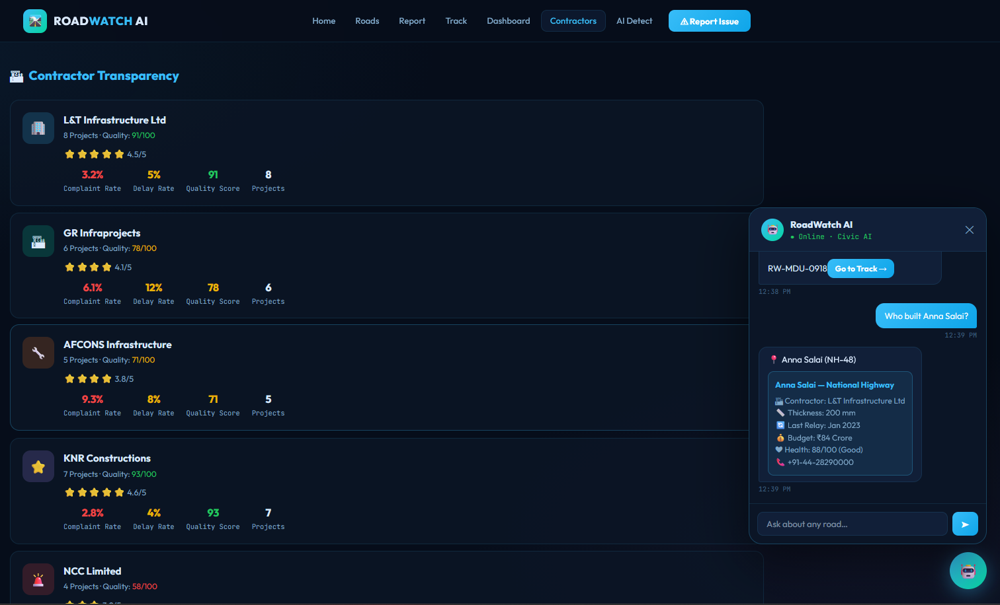 ROADWATCH AI
Home Roads Report Track Dashboard Contractors AI Detect ⚠Report Issue
Contractor Transparency
L&T Infrastructure Ltd
8 Projects · Quality: 91/100
4.5/5
3.2% 5% 91 8
Complaint Rate Delay Rate Quality Score Projects
GR Infraprojects
6 Projects · Quality: 78/100
4.1/5
6.1% 12% 78 6
Complaint Rate Delay Rate Quality Score Projects
AFCONS Infrastructure
5 Projects · Quality: 71/100
3.8/5
9.3% 8% 71 5
Complaint Rate Delay Rate Quality Score Projects
KNR Constructions
7 Projects · Quality: 93/100
4.6/5
2.8% 4% 93 7
Complaint Rate Delay Rate Quality Score Projects
NCC Limited
4 Projects · Quality: 58/100
RoadWatch AI
● Online · Civic AI
RW-MDU-0918 Go to Track →
12:38 PM
Who built Anna Salai?
12:39 PM
Anna Salai (NH-48)
Anna Salai — National Highway
Contractor: L&T Infrastructure Ltd
Thickness: 200 mm
Last Relay: Jan 2023
Budget: ₹84 Crore
Health: 88/100 (Good)
+91-44-28290000
12:39 PM
Ask about any road...